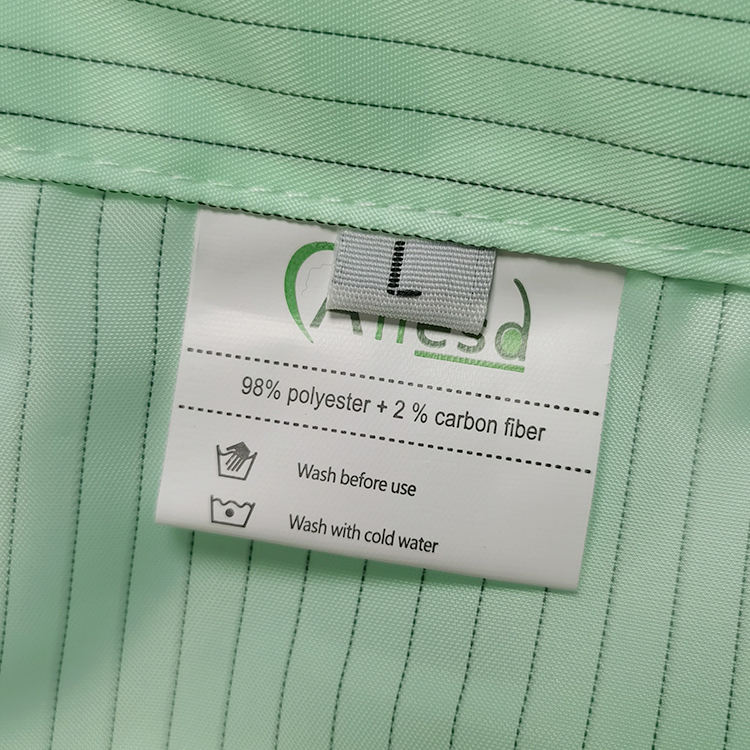 L
98% polyester + 2 % carbon fiber
Wash before use
Wash with cold water